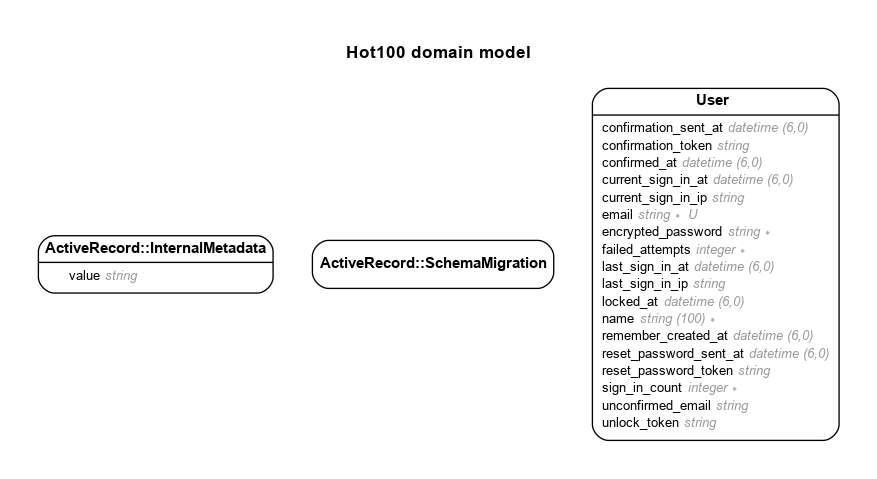 Hot100 domain model
ActiveRecord::InternalMetadata
value string
ActiveRecord::SchemaMigration
User
confirmation_sent_at datetime (6,0)
confirmation_token string
confirmed_at datetime (6,0)
current_sign_in_at datetime (6,0)
current_sign_in_ip string
email string * U
encrypted_password string *
failed_attempts integer *
last_sign_in_at datetime (6,0)
last_sign_in_ip string
locked_at datetime (6,0)
name string (100) *
remember_created_at datetime (6,0)
reset_password_sent_at datetime (6,0)
reset_password_token string
sign_in_count integer *
unconfirmed_email string
unlock_token string